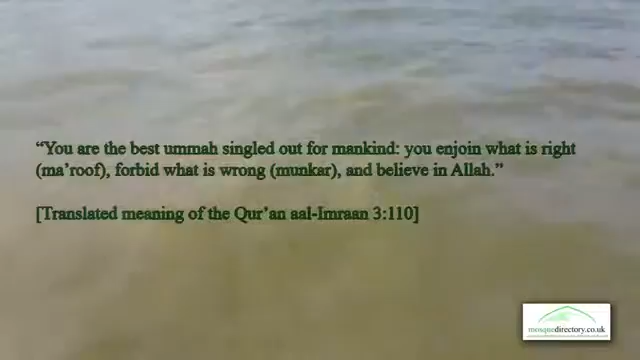 “You are the best ummah singled out for mankind: you enjoin what is right
(ma’roof), forbid what is wrong (munkar), and believe in Allah.”
[Translated meaning of the Qur’an aal-Imraan 3:110]
mosquedirectory.co.uk